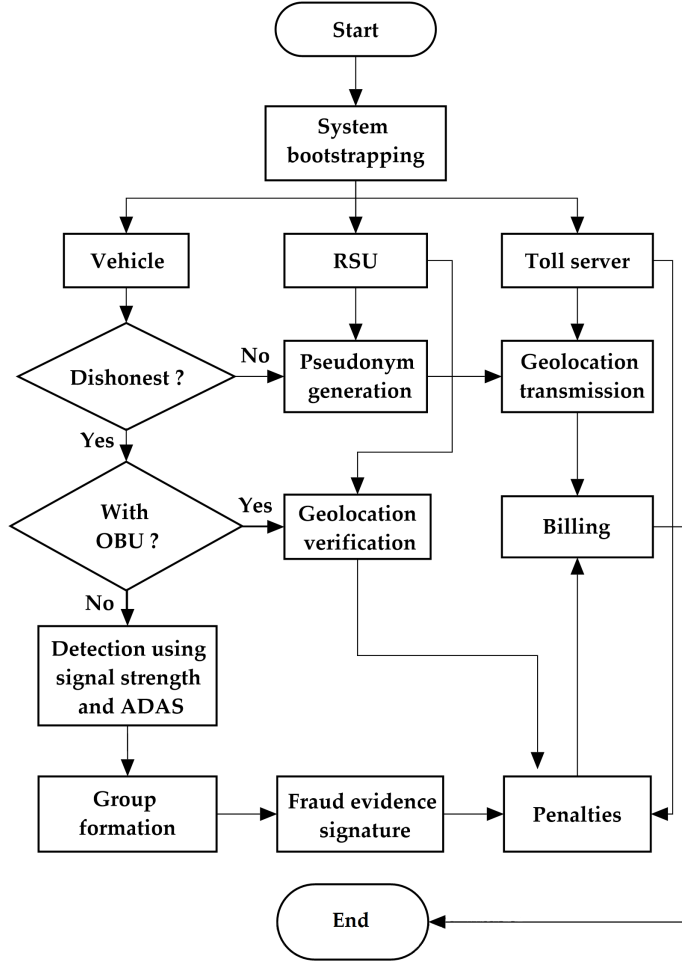 Start
System
bootstrapping
Vehicle
RSU
Toll server
Dishonest ?
No
Pseudonym
generation
Geolocation
transmission
Yes
With
OBU ?
Yes
Geolocation
verification
Billing
No
Detection using
signal strength
and ADAS
Group
formation
Fraud evidence
signature
Penalties
End